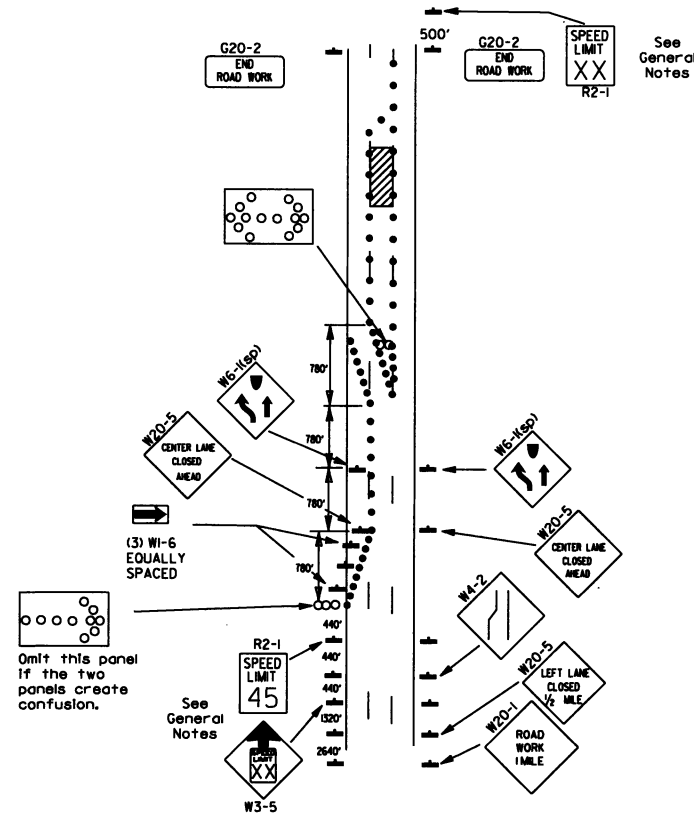 500'
G20-2
END
ROAD WORK
G20-2
END
ROAD WORK
SPEED
LIMIT
XX
R2-1
See
General
Notes
780'
W6-1(sp)
780'
W20-5
CENTER LANE
CLOSED
AHEAD
780'
W6-1(sp)
(3) W1-6
EQUALLY
SPACED
780'
W20-5
CENTER LANE
CLOSED
AHEAD
Omit this panel
if the two
panels create
confusion.
440'
R2-1
SPEED
LIMIT
45
440'
W4-2
440'
See
General
Notes
1320'
W20-5
LEFT LANE
CLOSED
1/2 MILE
SPEED
LIMIT
XX
W3-5
2640'
W20-1
ROAD
WORK
1 MILE